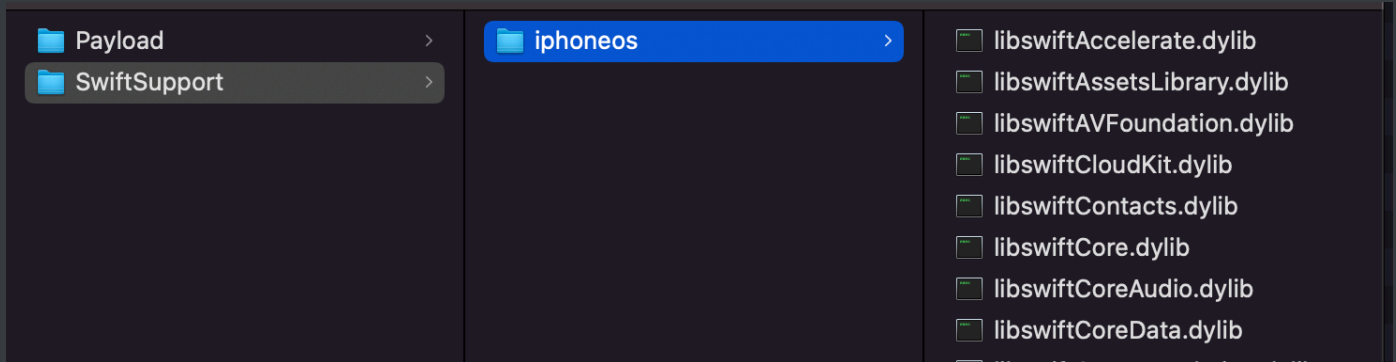 Payload
SwiftSupport
iphoneos
libswiftAccelerate.dylib
libswiftAssetsLibrary.dylib
libswiftAVFoundation.dylib
libswiftCloudKit.dylib
libswiftContacts.dylib
libswiftCore.dylib
libswiftCoreAudio.dylib
libswiftCoreData.dylib